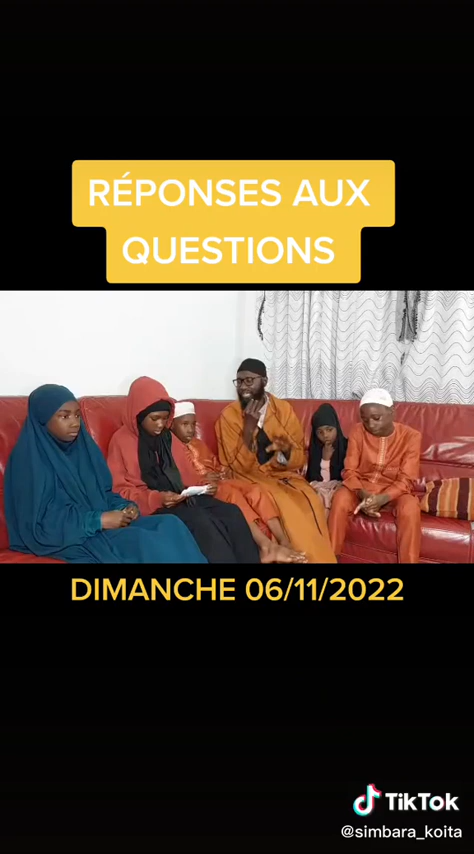 RÉPONSES AUX
QUESTIONS
DIMANCHE 06/11/2022
TikTok
@simbara_koita